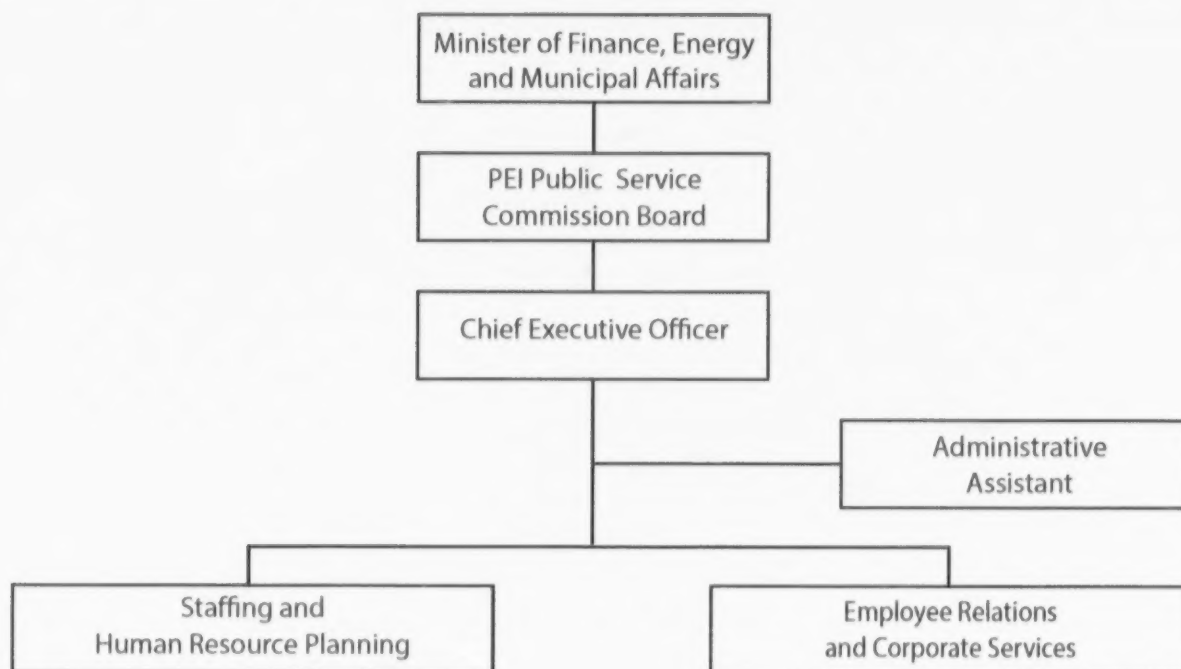 Minister of Finance, Energy
and Municipal Affairs
PEI Public Service
Commission Board
Chief Executive Officer
Administrative
Assistant
Staffing and
Human Resource Planning
Employee Relations
and Corporate Services